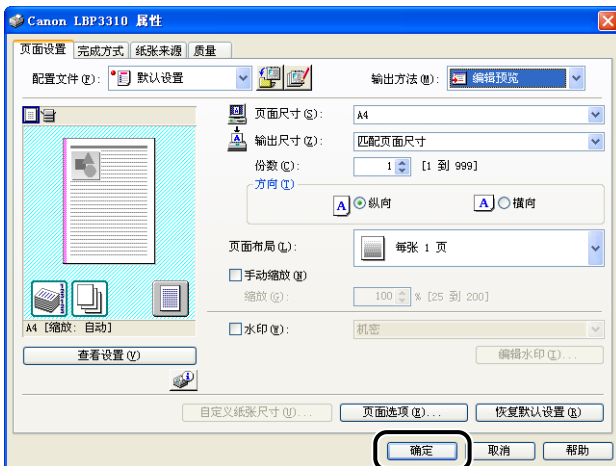 Canon LBP3310 属性
页面设置 完成方式 纸张来源 质量
配置文件(F): 默认设置 输出方法(M): 编辑预览
页面尺寸(S): A4
输出尺寸(Z): 匹配页面尺寸
份数(C): 1 [1 到 999]
方向(T)
A 纵向 A 横向
页面布局(L): 每张 1 页
手动缩放(N)
缩放(G): 100 % [25 到 200]
A4 [缩放: 自动]
水印(W): 机密
查看设置(V) 编辑水印(I)...
自定义纸张尺寸(U)... 页面选项(E)... 恢复默认设置(R)
确定 取消 帮助